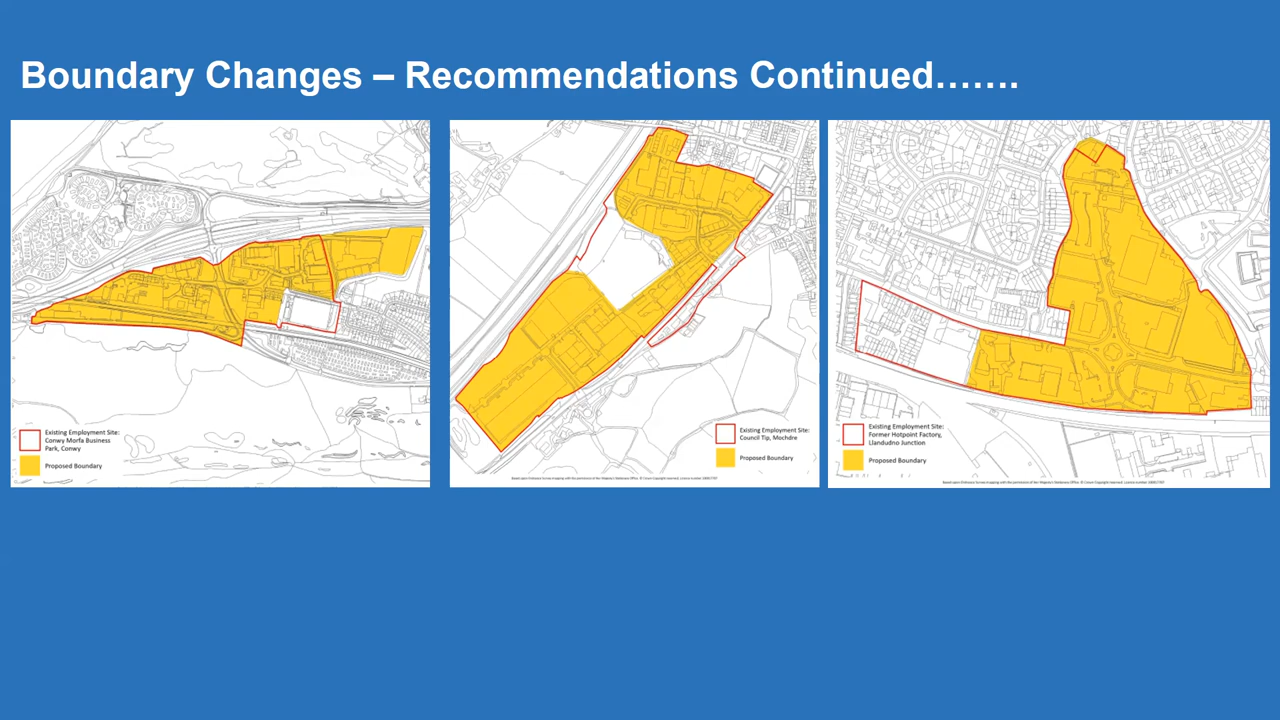 Boundary Changes – Recommendations Continued…….
Existing Employment Site:
Conwy Morfa Business
Park, Conwy
Proposed Boundary
Existing Employment Site:
Council Tip, Mochdre
Proposed Boundary
Existing Employment Site:
Former Hotpoint Factory,
Llandudno Junction
Proposed Boundary